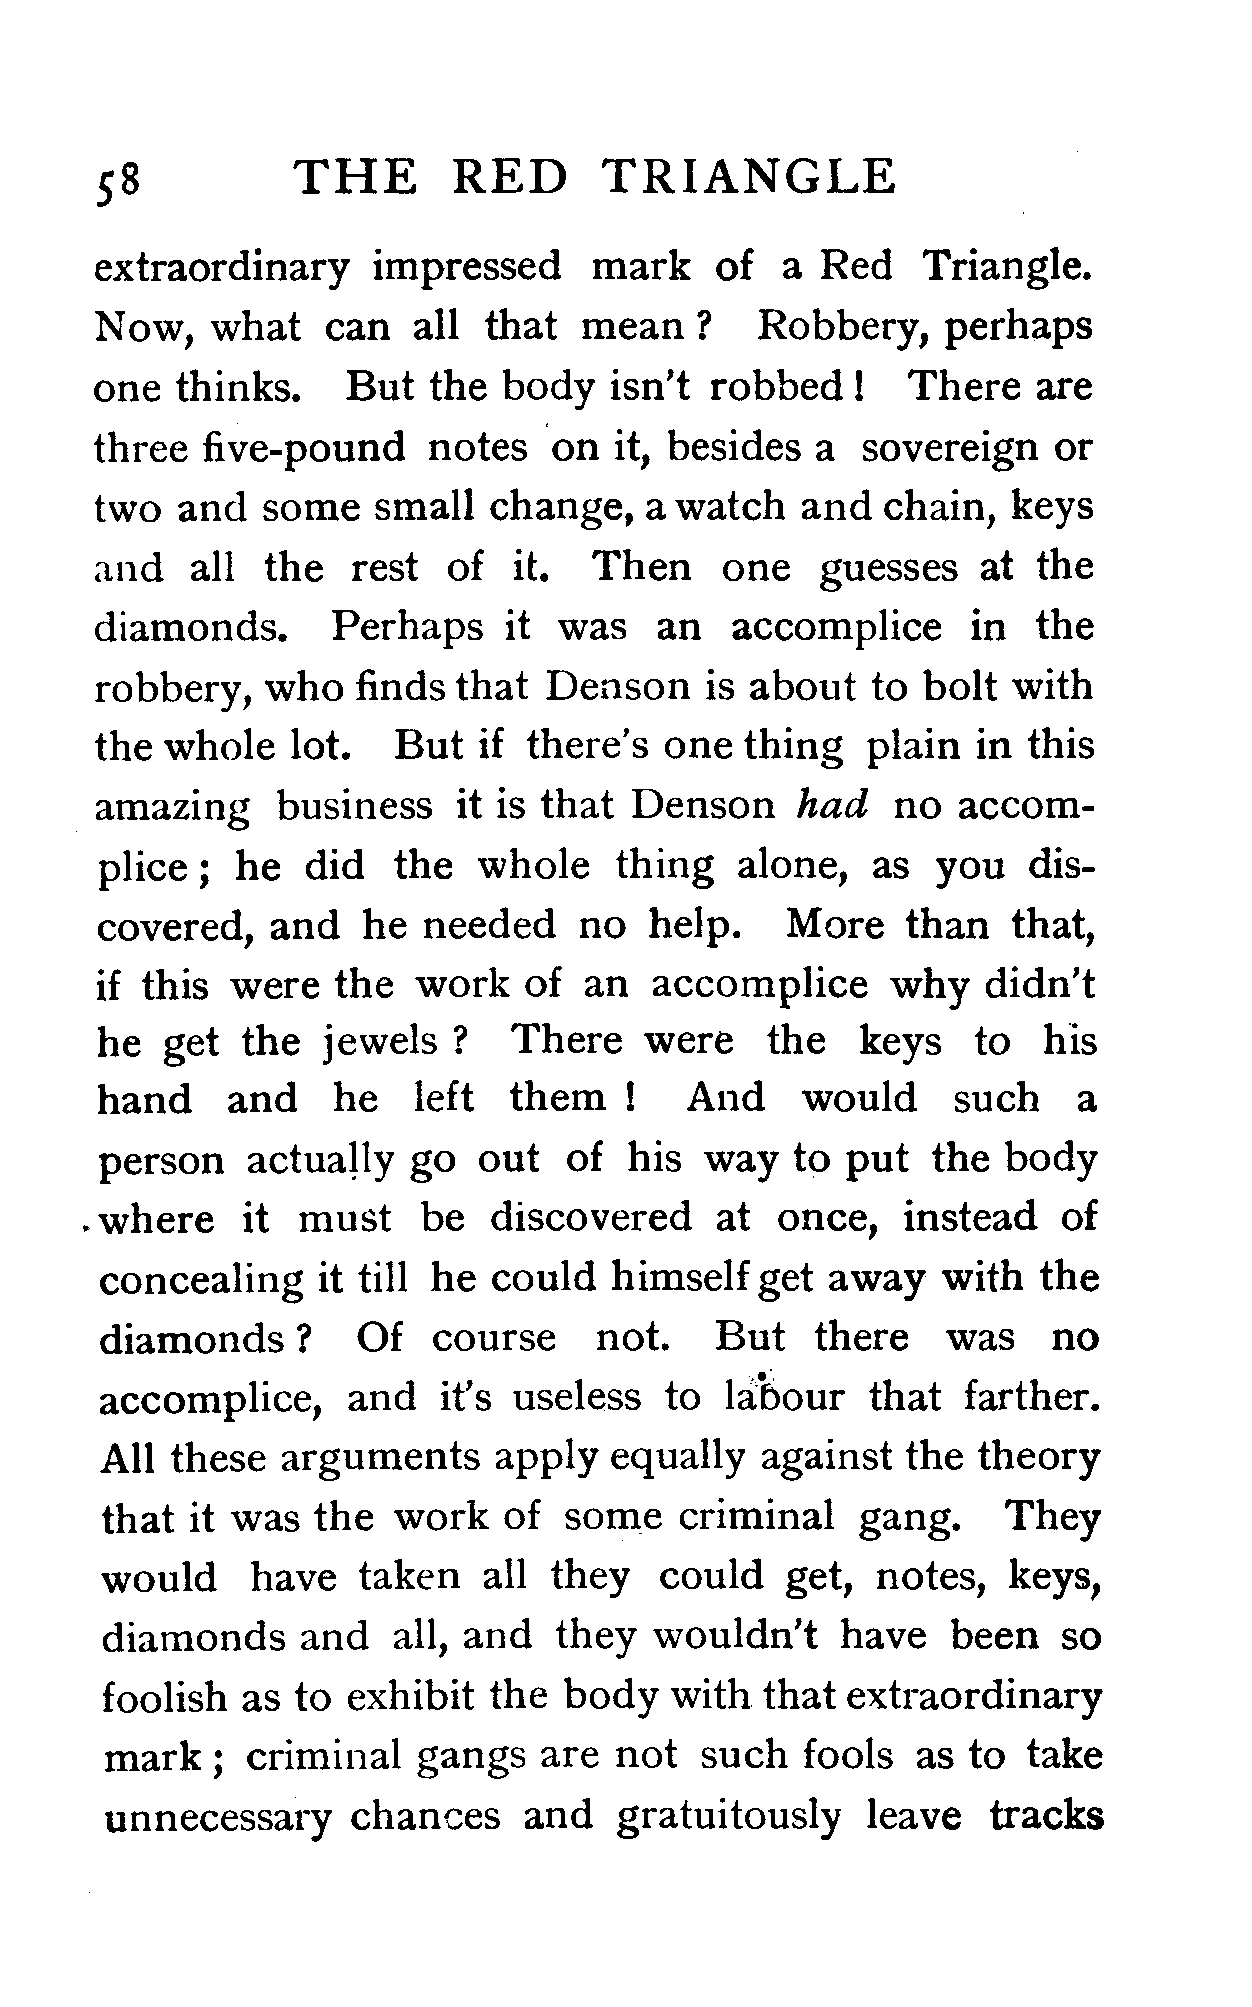 58 THE RED TRIANGLE
extraordinary impressed mark of a Red Triangle.
Now, what can all that mean ? Robbery, perhaps
one thinks. But the body isn't robbed ! There are
three five-pound notes on it, besides a sovereign or
two and some small change, a watch and chain, keys
and all the rest of it. Then one guesses at the
diamonds. Perhaps it was an accomplice in the
robbery, who finds that Denson is about to bolt with
the whole lot. But if there's one thing plain in this
amazing business it is that Denson had no accom-
plice ; he did the whole thing alone, as you dis-
covered, and he needed no help. More than that,
if this were the work of an accomplice why didn't
he get the jewels ? There were the keys to his
hand and he left them ! And would such a
person actually go out of his way to put the body
where it must be discovered at once, instead of
concealing it till he could himself get away with the
diamonds ? Of course not. But there was no
accomplice, and it's useless to labour that farther.
All these arguments apply equally against the theory
that it was the work of some criminal gang. They
would have taken all they could get, notes, keys,
diamonds and all, and they wouldn't have been so
foolish as to exhibit the body with that extraordinary
mark ; criminal gangs are not such fools as to take
unnecessary chances and gratuitously leave tracks